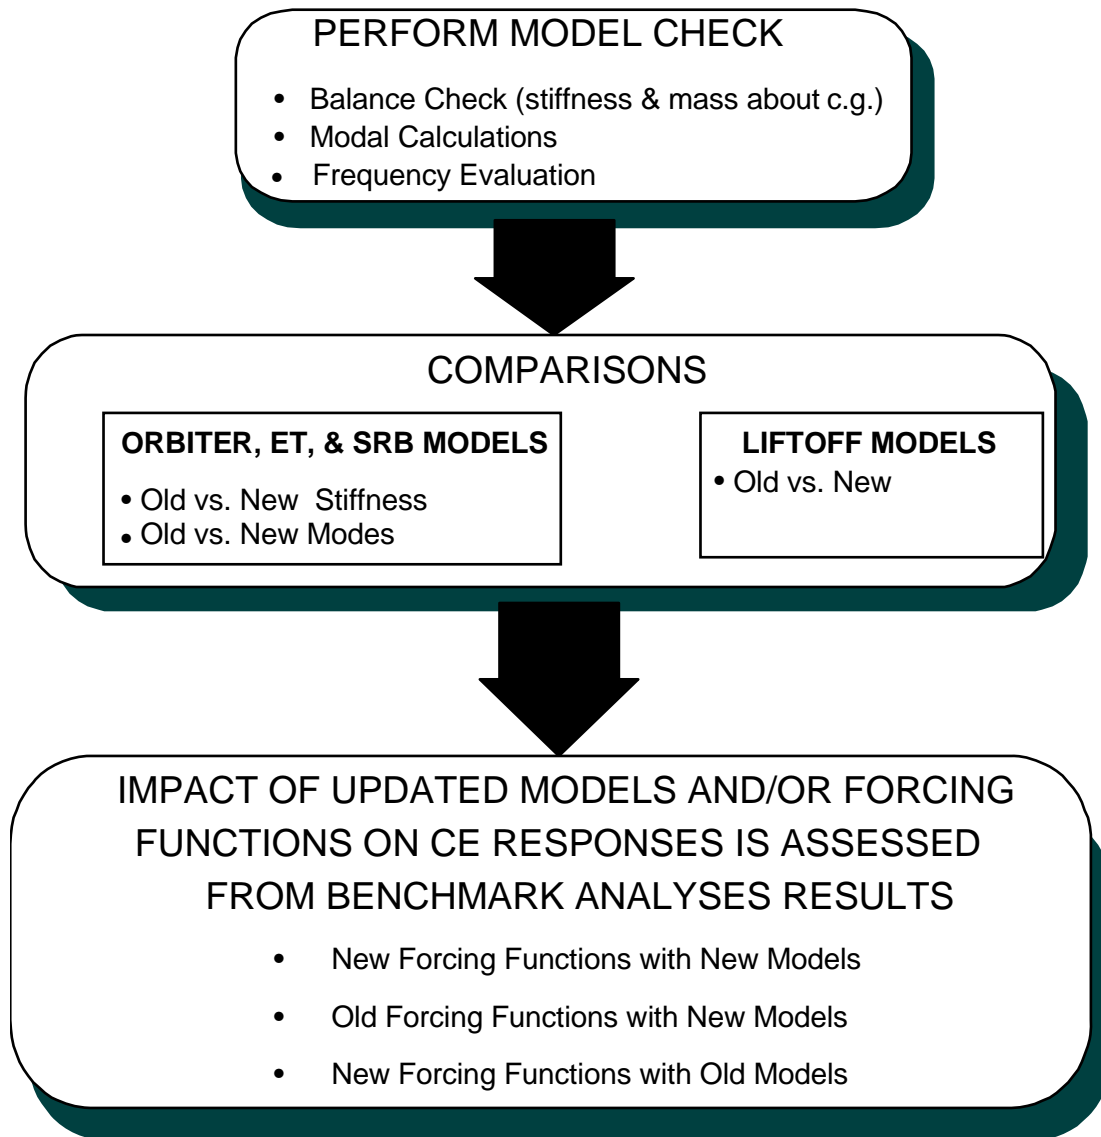 PERFORM MODEL CHECK
• Balance Check (stiffness & mass about c.g.)
• Modal Calculations
• Frequency Evaluation
COMPARISONS
ORBITER, ET, & SRB MODELS
• Old vs. New Stiffness
• Old vs. New Modes
LIFTOFF MODELS
• Old vs. New
IMPACT OF UPDATED MODELS AND/OR FORCING
FUNCTIONS ON CE RESPONSES IS ASSESSED
FROM BENCHMARK ANALYSES RESULTS
• New Forcing Functions with New Models
• Old Forcing Functions with New Models
• New Forcing Functions with Old Models